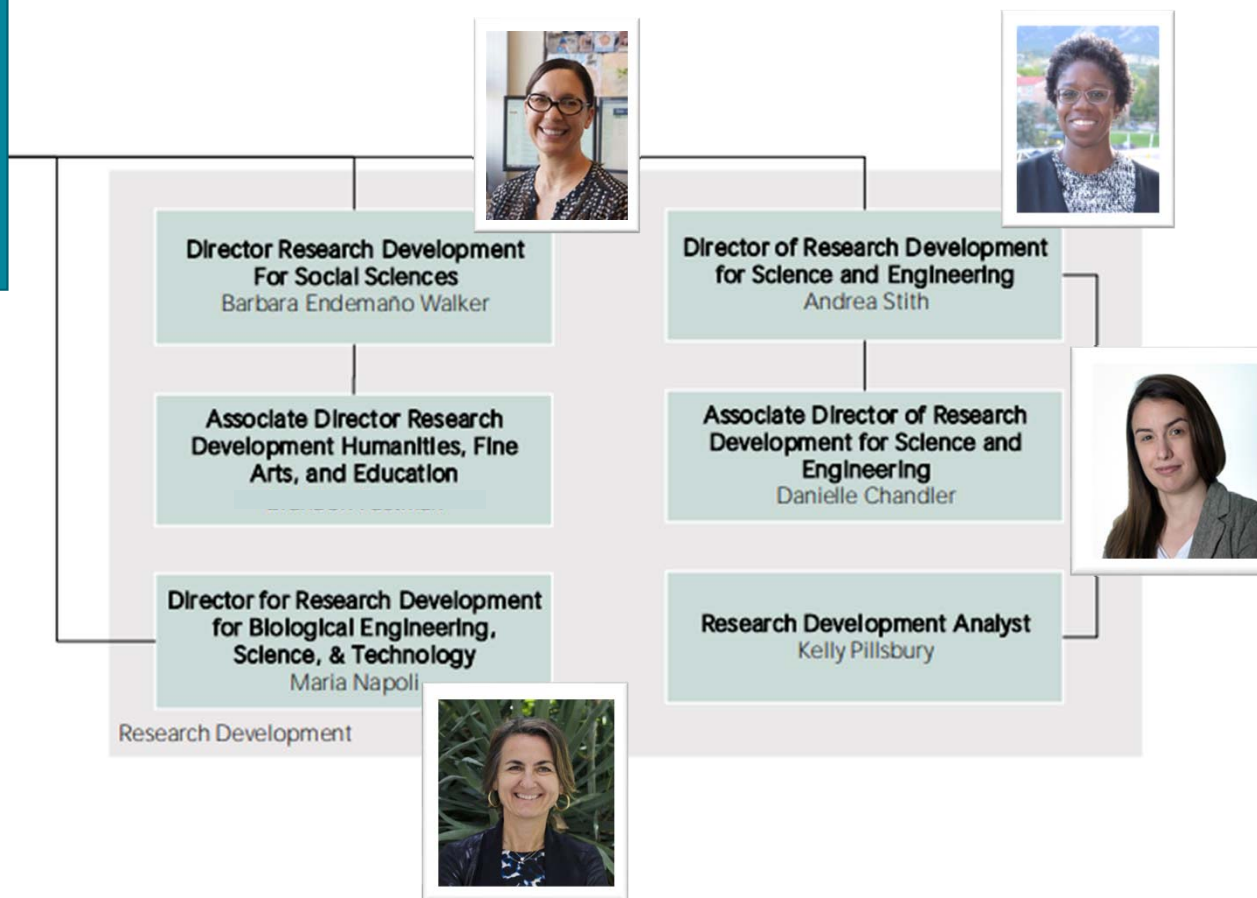 Director Research Development
For Social Sciences
Barbara Endemaño Walker
Director of Research Development
for Science and Engineering
Andrea Stith
Associate Director Research
Development Humanities, Fine
Arts, and Education
Associate Director of Research
Development for Science and
Engineering
Danielle Chandler
Director for Research Development
for Biological Engineering,
Science, & Technology
Maria Napoli
Research Development Analyst
Kelly Pillsbury
Research Development